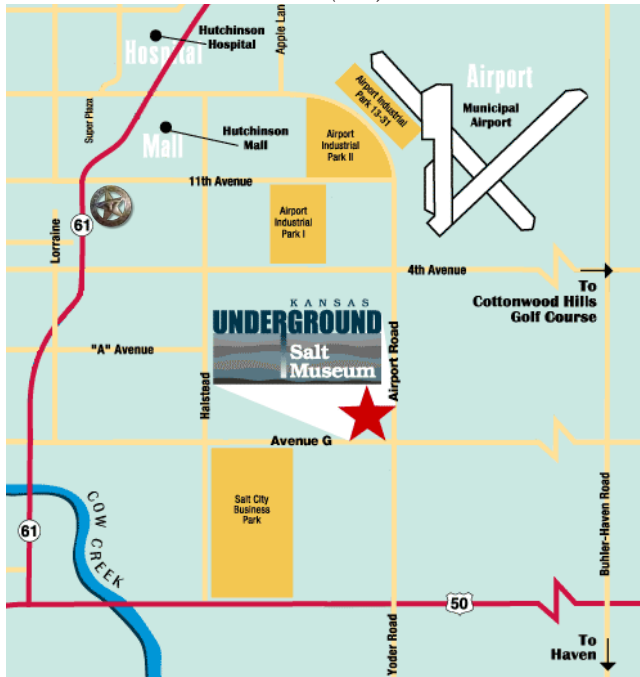 Hutchinson
Hospital
Hospital
Apple Lan
Super Plaza
Mall
Hutchinson
Mall
Airport
Industrial
Park II
Airport Industrial
Park 13-31
Airport
Municipal
Airport
11th Avenue
61
Lorraine
Airport
Industrial
Park I
4th Avenue
To
Cottonwood Hills
Golf Course
KANSAS
UNDERGROUND
Salt
Museum
"A" Avenue
Halstead
Airport Road
Avenue G
Salt City
Business
Park
COW CREEK
61
50
Buhler-Haven Road
Yoder Road
To
Haven